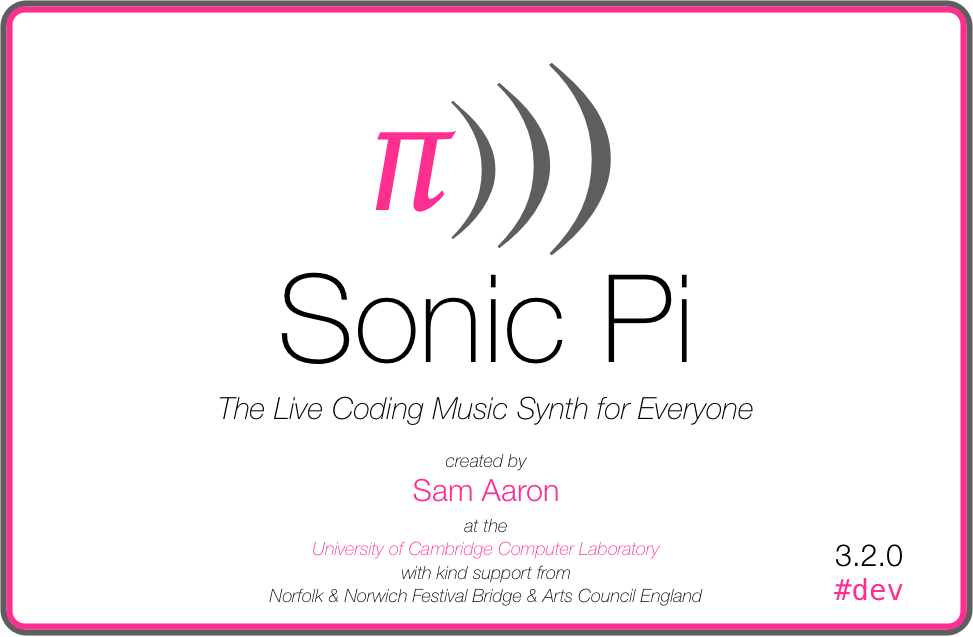 π
Sonic Pi
The Live Coding Music Synth for Everyone
created by
Sam Aaron
at the
University of Cambridge Computer Laboratory
with kind support from
Norfolk & Norwich Festival Bridge & Arts Council England
3.2.0
#dev